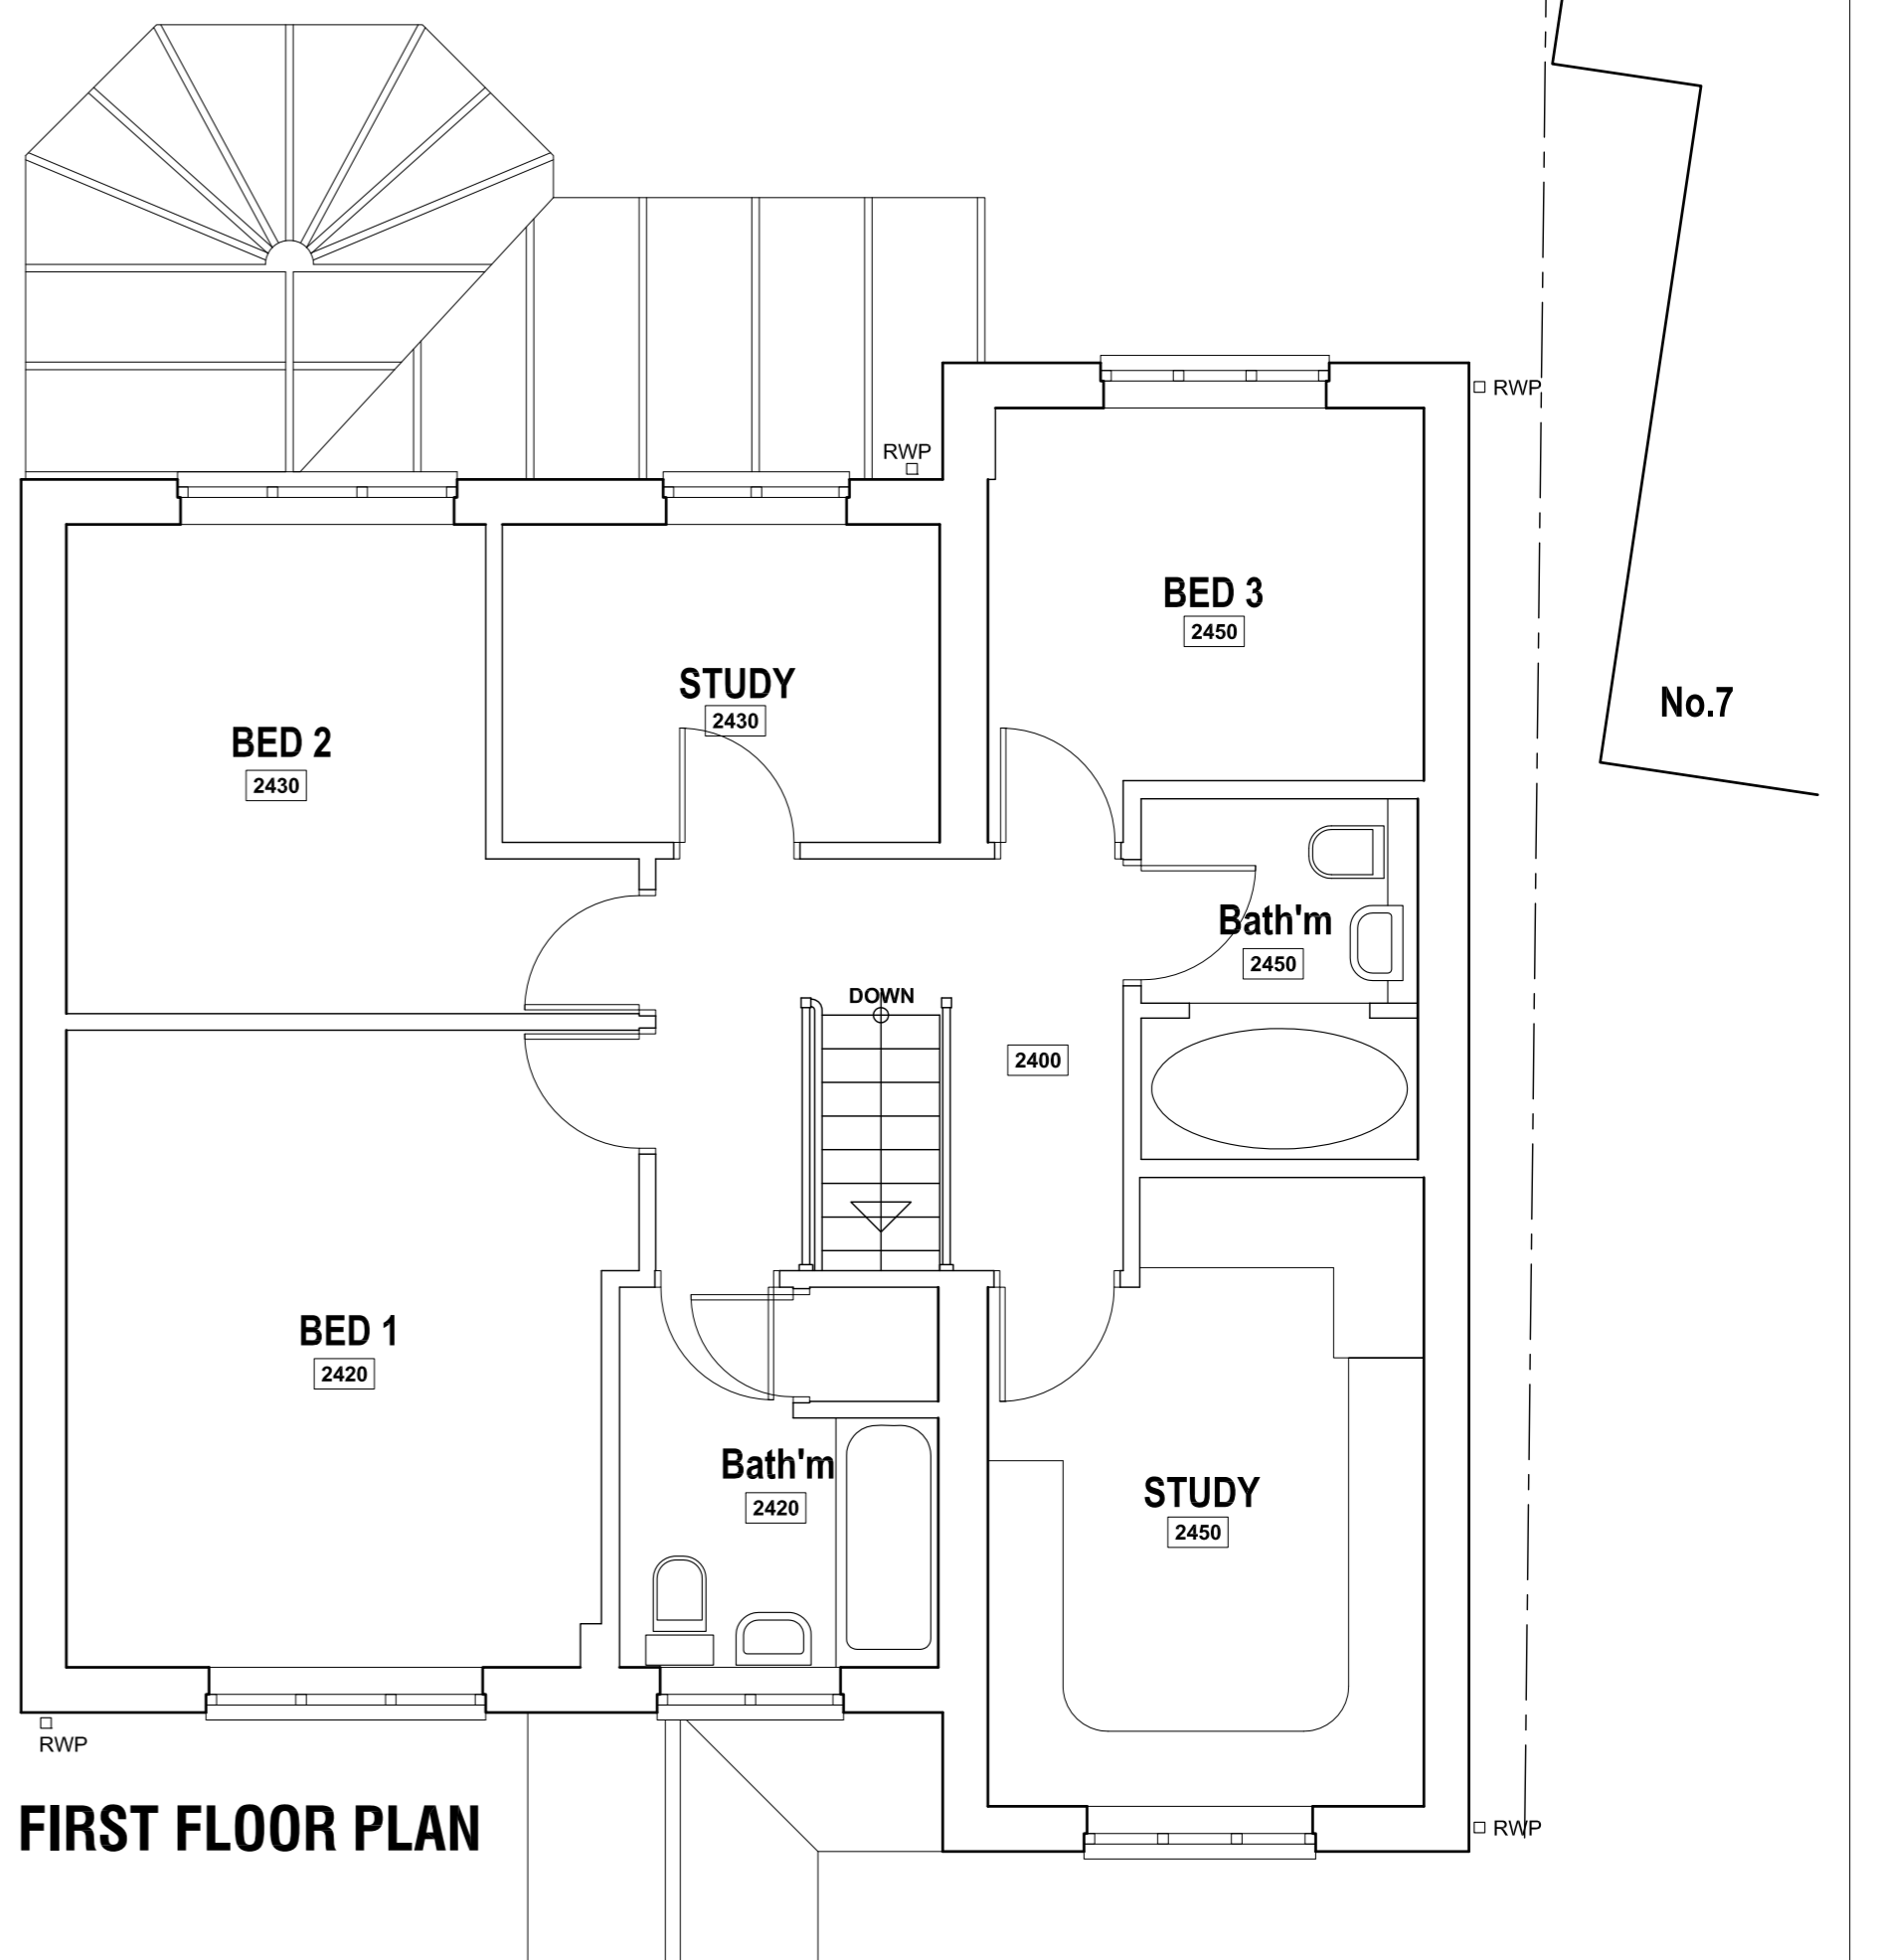 RWP
RWP
BED 3
2450
STUDY
2430
No.7
BED 2
2430
Bath'm
2450
DOWN
2400
BED 1
2420
Bath'm
2420
STUDY
2450
RWP
FIRST FLOOR PLAN
RWP